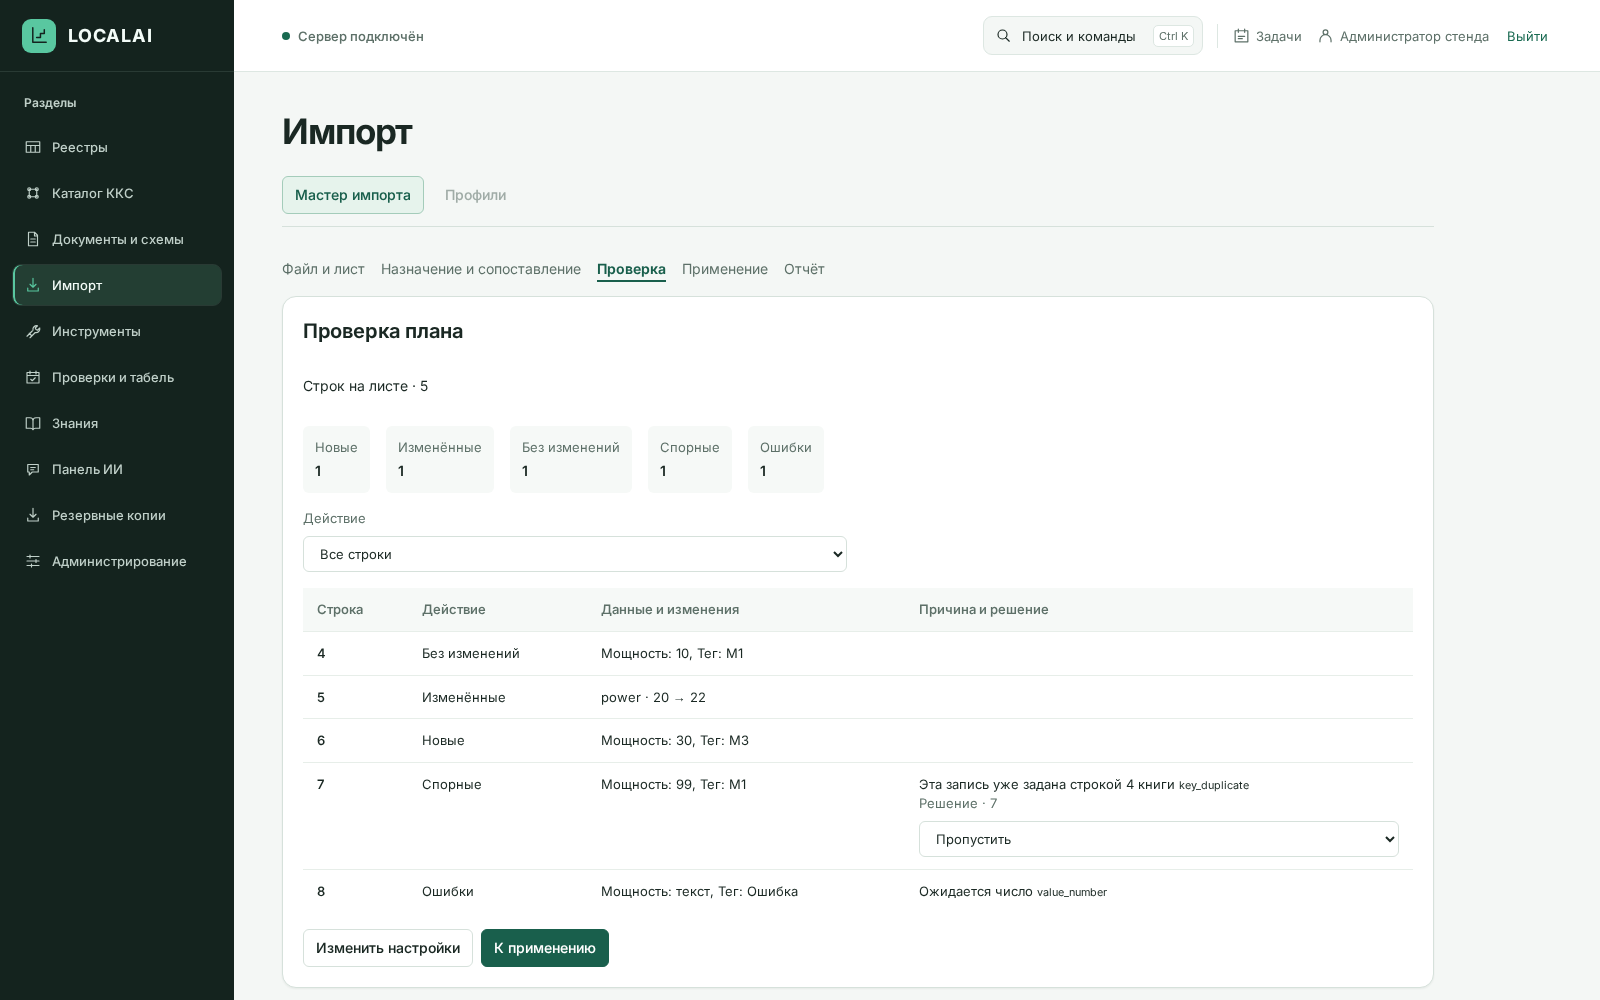 LOCALAI
Сервер подключён
Поиск и команды
Ctrl K
Задачи
Администратор стенда
Выйти
Разделы
Реестры
Каталог ККС
Документы и схемы
Импорт
Инструменты
Проверки и табель
Знания
Панель ИИ
Резервные копии
Администрирование
Импорт
Мастер импорта
Профили
Файл и лист
Назначение и сопоставление
Проверка
Применение
Отчёт
Проверка плана
Строк на листе · 5
Новые
1
Изменённые
1
Без изменений
1
Спорные
1
Ошибки
1
Действие
Все строки
Строка Действие Данные и изменения Причина и решение
4 Без изменений Мощность: 10, Тег: М1
5 Изменённые power · 20 → 22
6 Новые Мощность: 30, Тег: М3
7 Спорные Мощность: 99, Тег: М1 Эта запись уже задана строкой 4 книги key_duplicate
Решение · 7
Пропустить
8 Ошибки Мощность: текст, Тег: Ошибка Ожидается число value_number
Изменить настройки
К применению